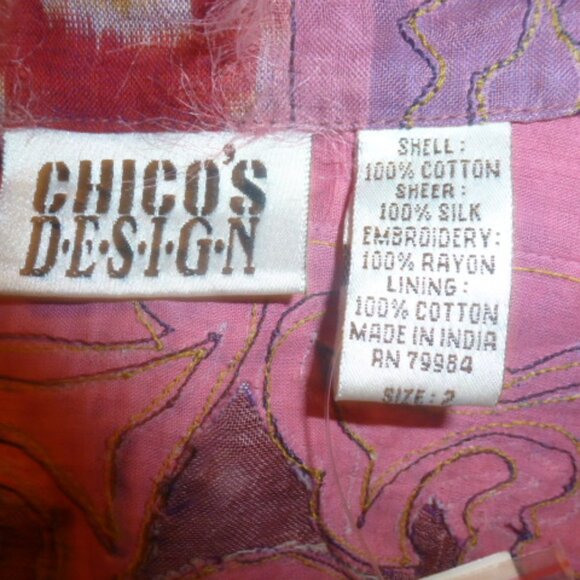 CHICO'S
D·E·S·I·G·N
SHELL:
100% COTTON
SHEER:
100% SILK
EMBROIDERY:
100% RAYON
LINING:
100% COTTON
MADE IN INDIA
RN 79984
SIZE: 2